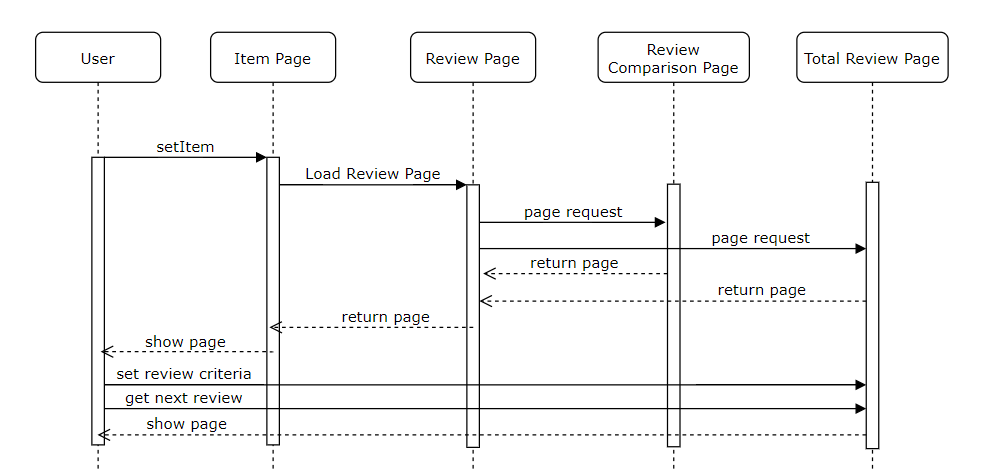 User
Item Page
Review Page
Review
Comparison Page
Total Review Page
setItem
Load Review Page
page request
page request
return page
return page
return page
show page
set review criteria
get next review
show page